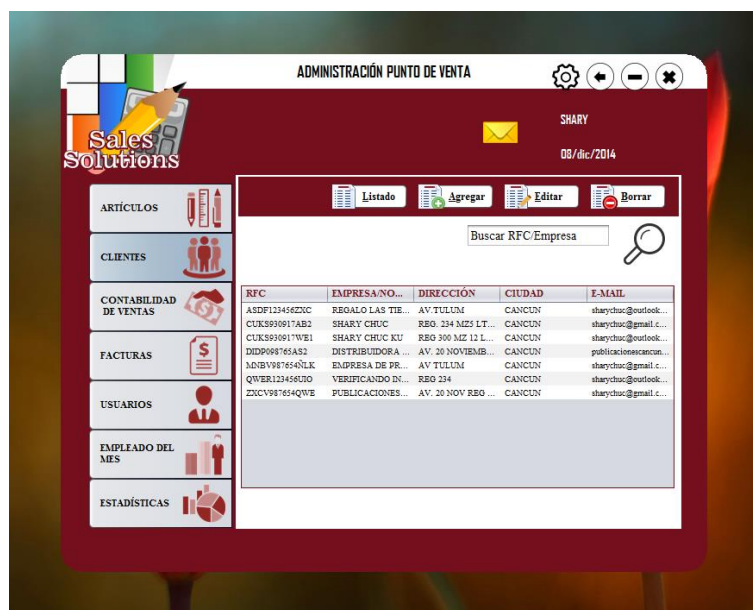 ADMINISTRACIÓN PUNTO DE VENTA
Sales
Solutions
SHARY
08/dic/2014
ARTÍCULOS
CLIENTES
CONTABILIDAD
DE VENTAS
FACTURAS
USUARIOS
EMPLEADO DEL
MES
ESTADÍSTICAS
Listado Agregar Editar Borrar
Buscar RFC/Empresa
RFC EMPRESA/NO... DIRECCIÓN CIUDAD E-MAIL
ASDF123456ZXC REGALO LAS TIE... AV.TULUM CANCUN sharychuc@outlook...
CUKS930917AB2 SHARY CHUC REG. 234 MZ5 LT... CANCUN sharychuc@gmail.c...
CUKS930917WE1 SHARY CHUC KU REG 300 MZ 12 L... CANCUN sharychuc@outlook...
DIDP098765AS2 DISTRIBUIDORA ... AV. 20 NOVIEMB... CANCUN publicacionescancun...
MNBV987654ÑLK EMPRESA DE PR... AV TULUM CANCUN sharychuc@gmail.c...
QWER123456UIO VERIFICANDO IN... REG 234 CANCUN sharychuc@outlook...
ZXCV987654QWE PUBLICACIONES... AV. 20 NOV REG ... CANCUN sharychuc@gmail.c...